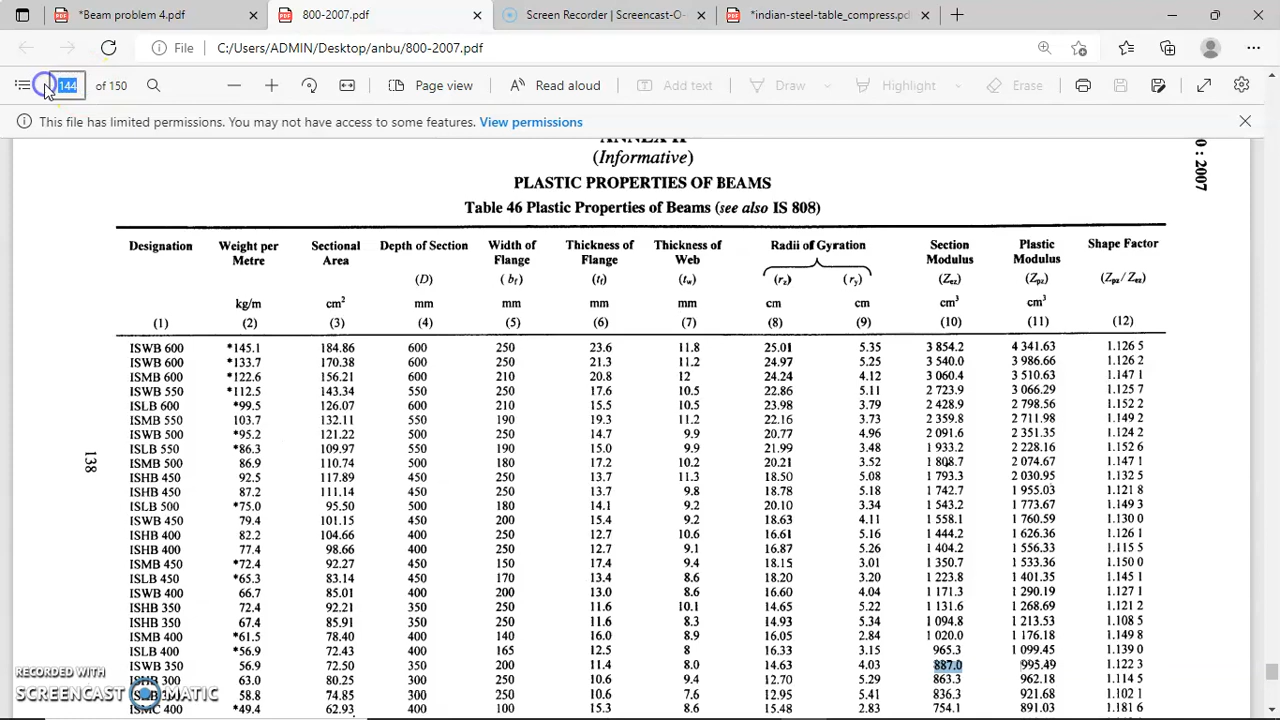 *Beam problem 4.pdf
800-2007.pdf
Screen Recorder | Screencast-O-
*indian-steel-table_compress.pd
File
C:/Users/ADMIN/Desktop/anbu/800-2007.pdf
144 of 150
Page view
Read aloud
Add text
Draw
Highlight
Erase
This file has limited permissions. You may not have access to some features. View permissions
(Informative)
0 : 2007
PLASTIC PROPERTIES OF BEAMS
Table 46 Plastic Properties of Beams (see also IS 808)
Designation Weight per Metre Sectional Area Depth of Section Width of Flange Thickness of Flange Thickness of Web Radii of Gyration Section Modulus Plastic Modulus Shape Factor
(D) (bf) (tf) (tw) (rz) (ry) (Zez) (Zpz) (Zpz/ Zez)
kg/m cm² mm mm mm mm cm cm cm³ cm³
(1) (2) (3) (4) (5) (6) (7) (8) (9) (10) (11) (12)
ISWB 600 *145.1 184.86 600 250 23.6 11.8 25.01 5.35 3 854.2 4 341.63 1.126 5
ISWB 600 *133.7 170.38 600 250 21.3 11.2 24.97 5.25 3 540.0 3 986.66 1.126 2
ISMB 600 *122.6 156.21 600 210 20.8 12 24.24 4.12 3 060.4 3 510.63 1.147 1
ISWB 550 *112.5 143.34 550 250 17.6 10.5 22.86 5.11 2 723.9 3 066.29 1.125 7
ISLB 600 *99.5 126.07 600 210 15.5 10.5 23.98 3.79 2 428.9 2 798.56 1.152 2
ISMB 550 103.7 132.11 550 190 19.3 11.2 22.16 3.73 2 359.8 2 711.98 1.149 2
ISWB 500 *95.2 121.22 500 250 14.7 9.9 20.77 4.96 2 091.6 2 351.35 1.124 2
ISLB 550 *86.3 109.97 550 190 15.0 9.9 21.99 3.48 1 933.2 2 228.16 1.152 6
ISMB 500 86.9 110.74 500 180 17.2 10.2 20.21 3.52 1 808.7 2 074.67 1.147 1
ISHB 450 92.5 117.89 450 250 13.7 11.3 18.50 5.08 1 793.3 2 030.95 1.132 5
ISHB 450 87.2 111.14 450 250 13.7 9.8 18.78 5.18 1 742.7 1 955.03 1.121 8
ISLB 500 *75.0 95.50 500 180 14.1 9.2 20.10 3.34 1 543.2 1 773.67 1.149 3
ISWB 450 79.4 101.15 450 200 15.4 9.2 18.63 4.11 1 558.1 1 760.59 1.130 0
ISHB 400 82.2 104.66 400 250 12.7 10.6 16.61 5.16 1 444.2 1 626.36 1.126 1
ISHB 400 77.4 98.66 400 250 12.7 9.1 16.87 5.26 1 404.2 1 556.33 1.115 5
ISMB 450 *72.4 92.27 450 150 17.4 9.4 18.15 3.01 1 350.7 1 533.36 1.150 0
ISLB 450 *65.3 83.14 450 170 13.4 8.6 18.20 3.20 1 223.8 1 401.35 1.145 1
ISWB 400 66.7 85.01 400 200 13.0 8.6 16.60 4.04 1 171.3 1 290.19 1.127 1
ISHB 350 72.4 92.21 350 250 11.6 10.1 14.65 5.22 1 131.6 1 268.69 1.121 2
ISHB 350 67.4 85.91 350 250 11.6 8.3 14.93 5.34 1 094.8 1 213.53 1.108 5
ISMB 400 *61.5 78.40 400 140 16.0 8.9 16.05 2.84 1 020.0 1 176.18 1.149 8
ISLB 400 *56.9 72.43 400 165 12.5 8 16.33 3.15 965.3 1 099.45 1.139 0
ISWB 350 56.9 72.50 350 200 11.4 8.0 14.63 4.03 887.0 995.49 1.122 3
300 63.0 80.25 300 250 10.6 9.4 12.70 5.29 863.3 962.18 1.114 5
58.8 74.85 300 250 10.6 7.6 12.95 5.41 836.3 921.68 1.102 1
ISMC 400 *49.4 62.93 400 100 15.3 8.6 15.48 2.83 754.1 891.03 1.181 6
138
RECORDED WITH
SCREENCAST MATIC